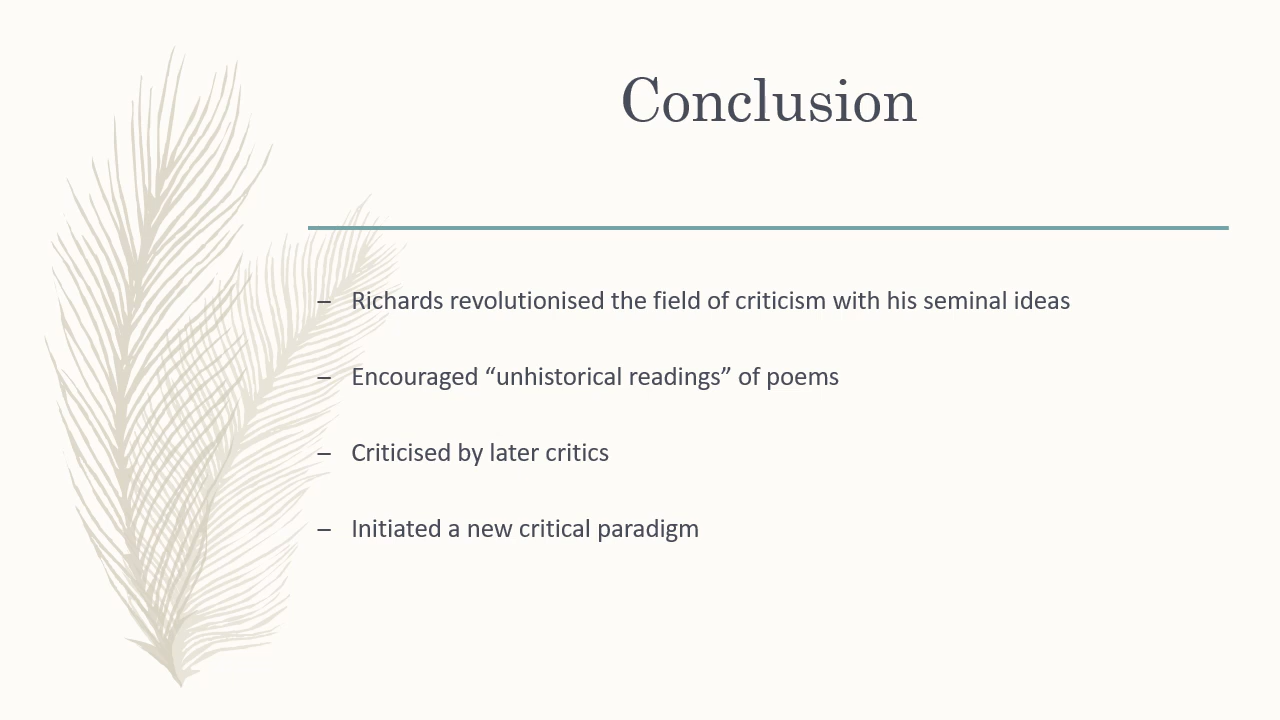 Conclusion
– Richards revolutionised the field of criticism with his seminal ideas
– Encouraged “unhistorical readings” of poems
– Criticised by later critics
– Initiated a new critical paradigm